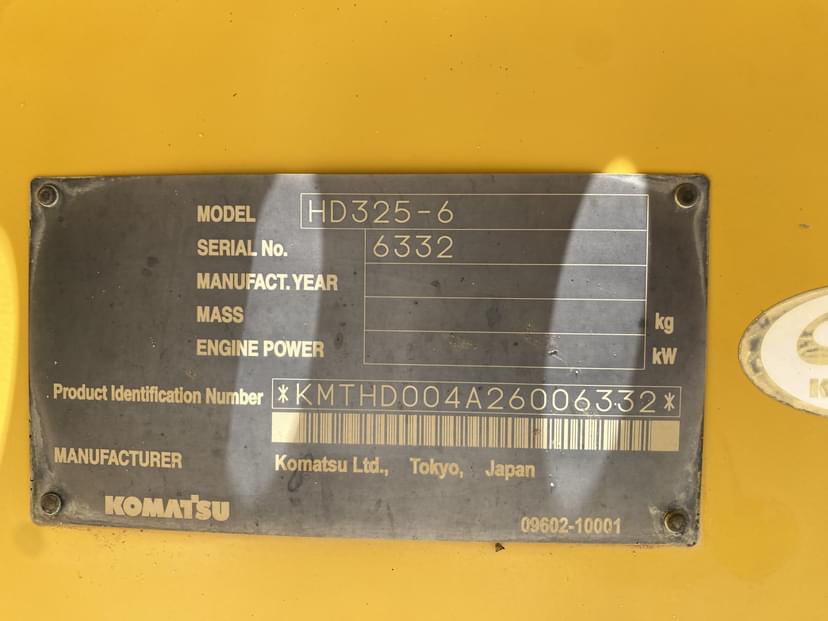 MODEL HD325-6
SERIAL No. 6332
MANUFACT. YEAR
MASS kg
ENGINE POWER kW
Product Identification Number *KMTHD004A26006332*
MANUFACTURER Komatsu Ltd., Tokyo, Japan
KOMATSU 09602-10001